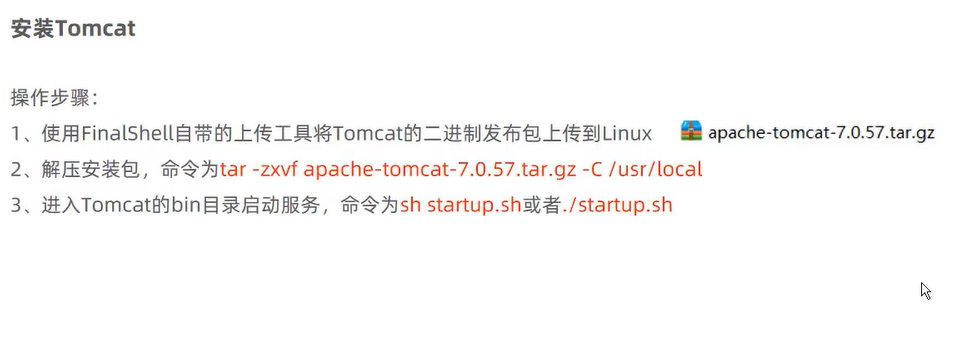 安装Tomcat
操作步骤：
1、使用FinalShell自带的上传工具将Tomcat的二进制发布包上传到Linux apache-tomcat-7.0.57.tar.gz
2、解压安装包，命令为tar -zxvf apache-tomcat-7.0.57.tar.gz -C /usr/local
3、进入Tomcat的bin目录启动服务，命令为sh startup.sh或者./startup.sh